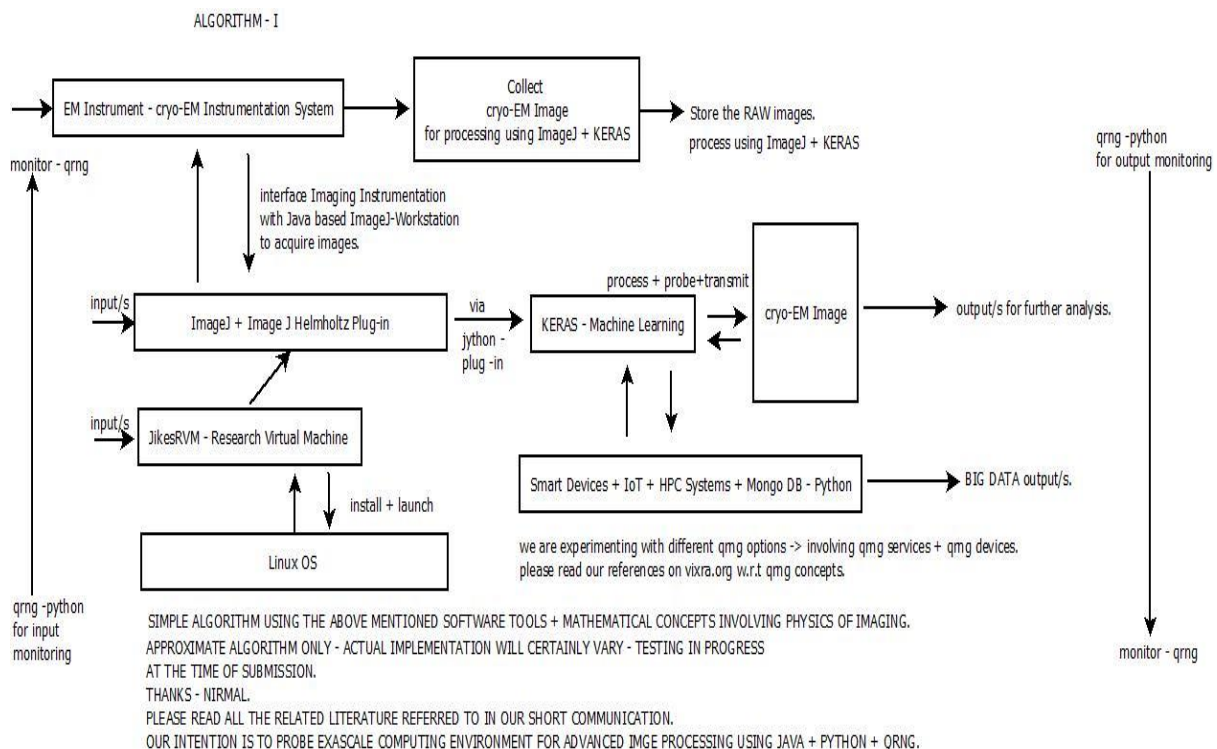 ALGORITHM - I
EM Instrument - cryo-EM Instrumentation System
Collect
cryo-EM Image
for processing using ImageJ + KERAS
Store the RAW images.
process using ImageJ + KERAS
monitor - qrng
qrng -python
for output monitoring
interface Imaging Instrumentation
with Java based ImageJ-Workstation
to acquire images.
input/s
ImageJ + Image J Helmholtz Plug-in
via
jython -
plug -in
KERAS - Machine Learning
process + probe+transmit
cryo-EM Image
output/s for further analysis.
input/s
JikesRVM - Research Virtual Machine
install + launch
Linux OS
Smart Devices + IoT + HPC Systems + Mongo DB - Python
BIG DATA output/s.
we are experimenting with different qrng options -> involving qrng services + qrng devices.
please read our references on vixra.org w.r.t qrng concepts.
qrng -python
for input
monitoring
monitor - qrng
SIMPLE ALGORITHM USING THE ABOVE MENTIONED SOFTWARE TOOLS + MATHEMATICAL CONCEPTS INVOLVING PHYSICS OF IMAGING.
APPROXIMATE ALGORITHM ONLY - ACTUAL IMPLEMENTATION WILL CERTAINLY VARY - TESTING IN PROGRESS
AT THE TIME OF SUBMISSION.
THANKS - NIRMAL.
PLEASE READ ALL THE RELATED LITERATURE REFERRED TO IN OUR SHORT COMMUNICATION.
OUR INTENTION IS TO PROBE EXASCALE COMPUTING ENVIRONMENT FOR ADVANCED IMGE PROCESSING USING JAVA + PYTHON + QRNG.